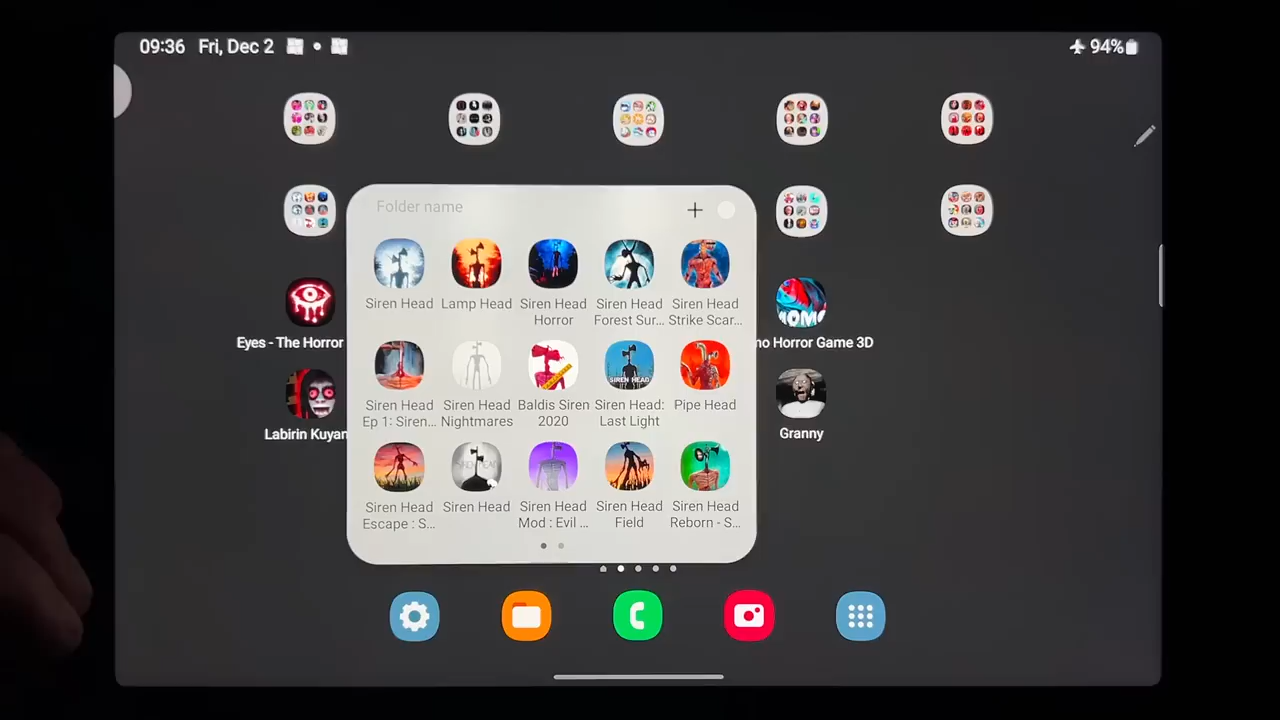 09:36 Fri, Dec 2
94%
Folder name
Siren Head
Lamp Head
Siren Head
Horror
Siren Head
Forest Sur...
Siren Head
Strike Scar...
Eyes - The Horror
no Horror Game 3D
Siren Head
Ep 1: Siren...
Siren Head
Nightmares
Baldis Siren
2020
Siren Head:
Last Light
Pipe Head
MOMO
SIREN HEAD
Labirin Kuyan
Granny
Siren Head
Escape : S...
Siren Head
Siren Head
Mod : Evil ...
Siren Head
Field
Siren Head
Reborn - S...